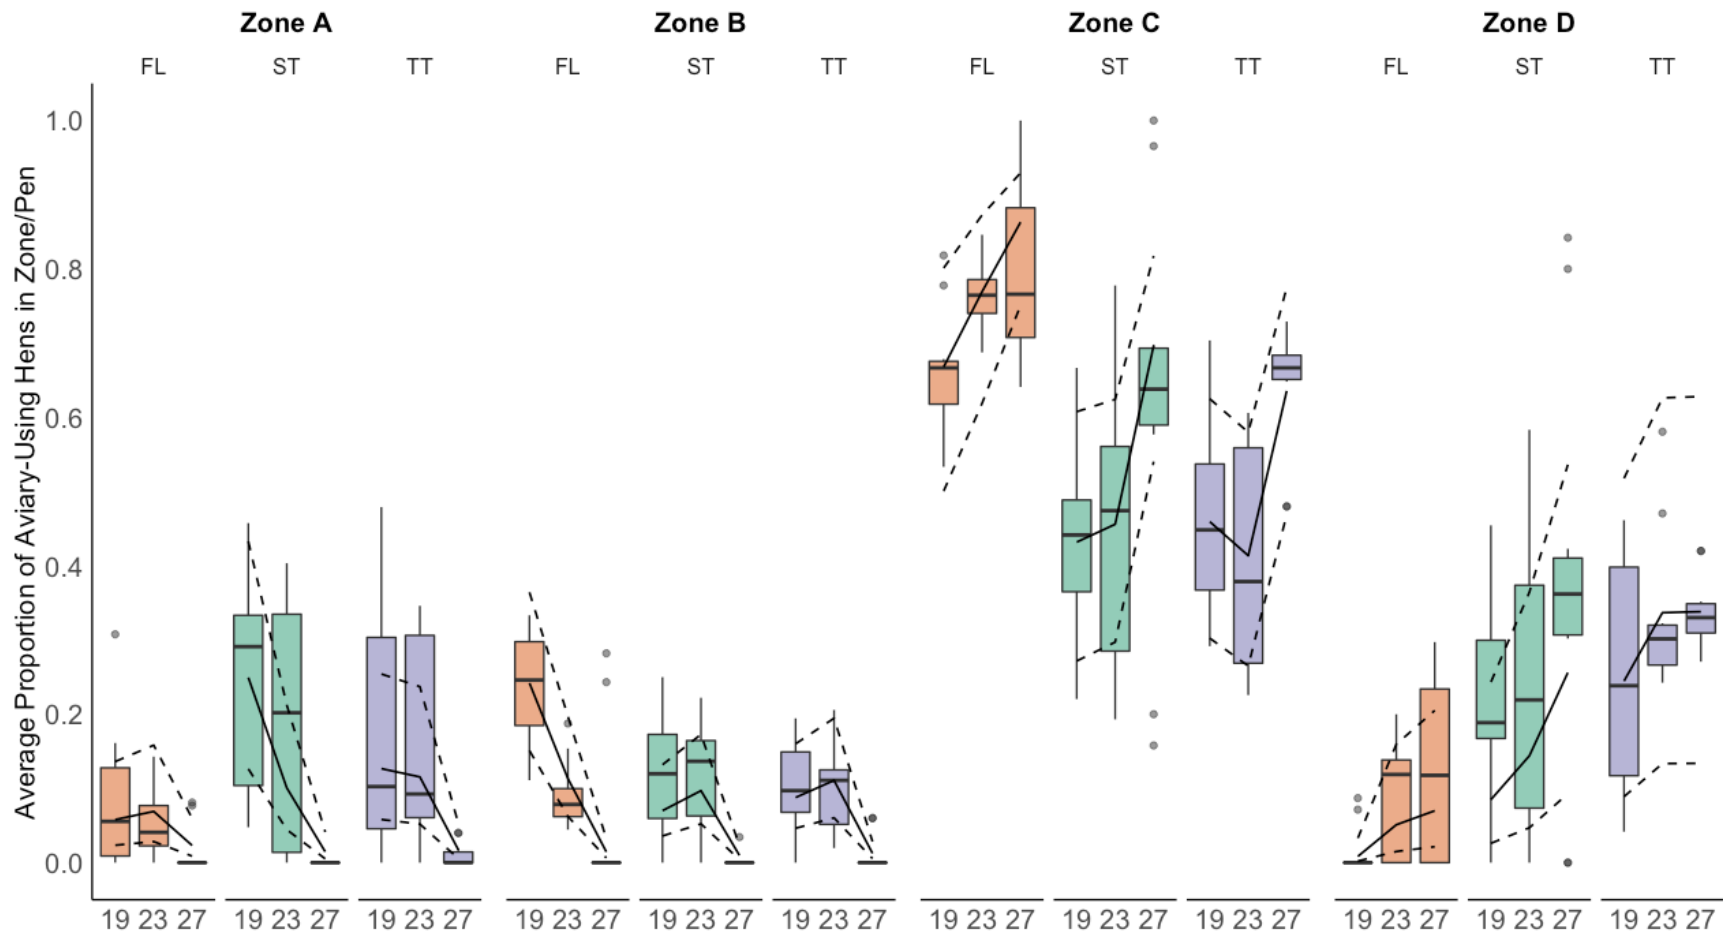 Zone A Zone B Zone C Zone D
FL ST TT FL ST TT FL ST TT FL ST TT
Average Proportion of Aviary-Using Hens in Zone/Pen
1.0
0.8
0.6
0.4
0.2
0.0
19 23 27 19 23 27 19 23 27 19 23 27 19 23 27 19 23 27 19 23 27 19 23 27 19 23 27 19 23 27 19 23 27 19 23 27